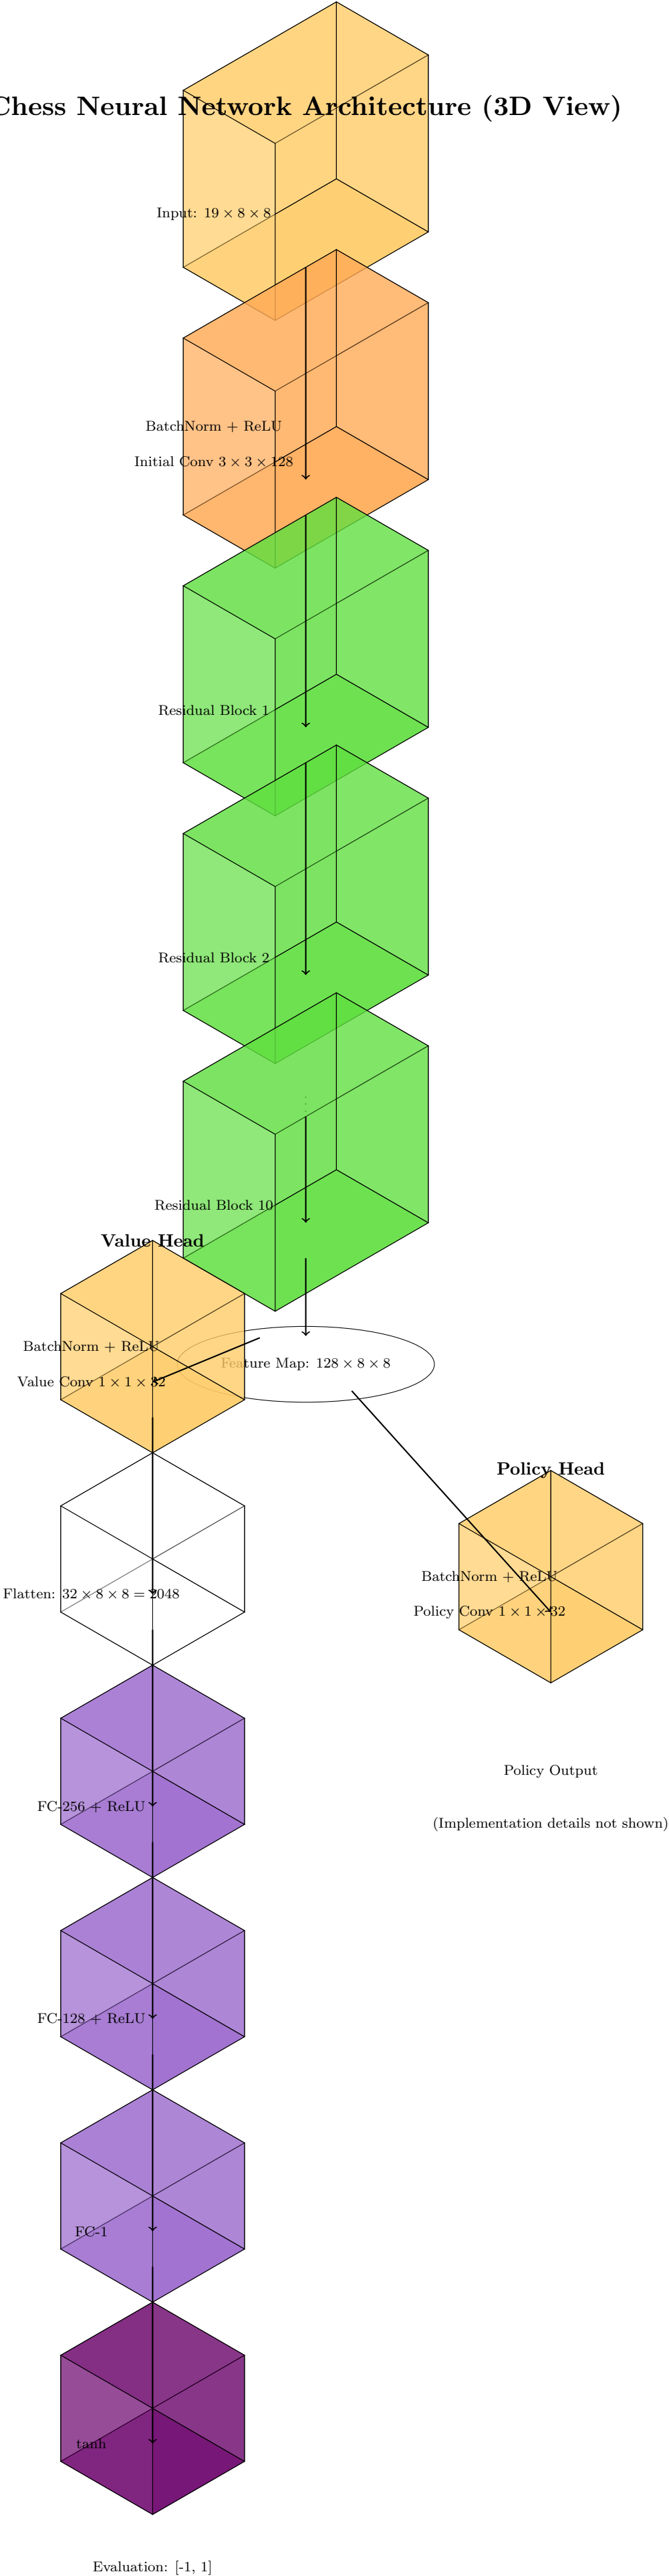 Chess Neural Network Architecture (3D View)
Input: 19 × 8 × 8
BatchNorm + ReLU
Initial Conv 3 × 3 × 128
Residual Block 1
Residual Block 2
⋮
Residual Block 10
Value Head
BatchNorm + ReLU
Feature Map: 128 × 8 × 8
Value Conv 1 × 1 × 32
Policy Head
BatchNorm + ReLU
Flatten: 32 × 8 × 8 = 2048
Policy Conv 1 × 1 × 32
Policy Output
FC-256 + ReLU
(Implementation details not shown)
FC-128 + ReLU
FC-1
tanh
Evaluation: [-1, 1]